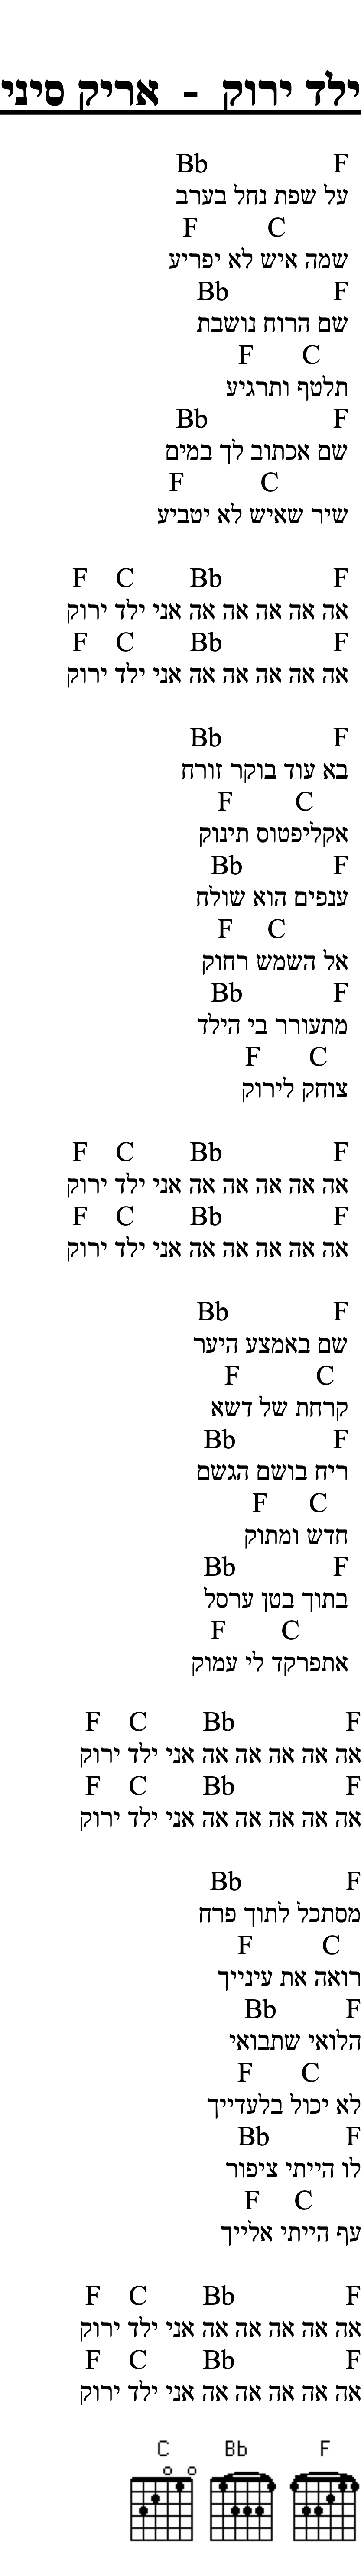 ילד ירוק - אריק סיני
F Bb
על שפת נחל בערב
C F
שמה איש לא יפריע
F Bb
שם הרוח נושבת
C F
תלטף ותרגיע
F Bb
שם אכתוב לך במים
C F
שיר שאיש לא יטביע
F Bb C F
אה אה אה אה אה אני ילד ירוק
F Bb C F
אה אה אה אה אה אני ילד ירוק
F Bb
בא עוד בוקר זורח
C F
אקליפטוס תינוק
F Bb
ענפים הוא שולח
C F
אל השמש רחוק
F Bb
מתעורר בי הילד
C F
צוחק לירוק
F Bb C F
אה אה אה אה אה אני ילד ירוק
F Bb C F
אה אה אה אה אה אני ילד ירוק
F Bb
שם באמצע היער
C F
קרחת של דשא
F Bb
ריח בושם הגשם
C F
חדש ומתוק
F Bb
בתוך בטן ערסל
C F
אתפרקד לי עמוק
F Bb C F
אה אה אה אה אה אני ילד ירוק
F Bb C F
אה אה אה אה אה אני ילד ירוק
F Bb
מסתכל לתוך פרח
C F
רואה את עינייך
F Bb
הלואי שתבואי
C F
לא יכול בלעדייך
F Bb
לו הייתי ציפור
C F
עף הייתי אלייך
F Bb C F
אה אה אה אה אה אני ילד ירוק
F Bb C F
אה אה אה אה אה אני ילד ירוק
F Bb C